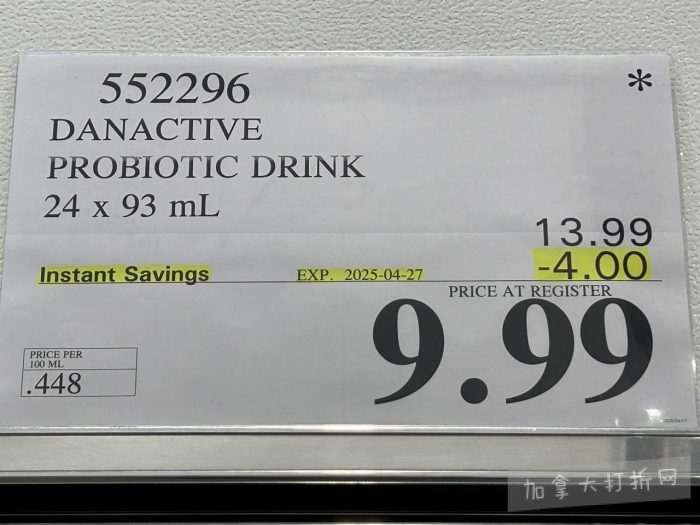 552296 *
DANACTIVE
PROBIOTIC DRINK
24 x 93 mL
13.99
Instant Savings EXP. 2025-04-27 -4.00
PRICE AT REGISTER
9.99
PRICE PER
100 ML
.448
加拿大打折网